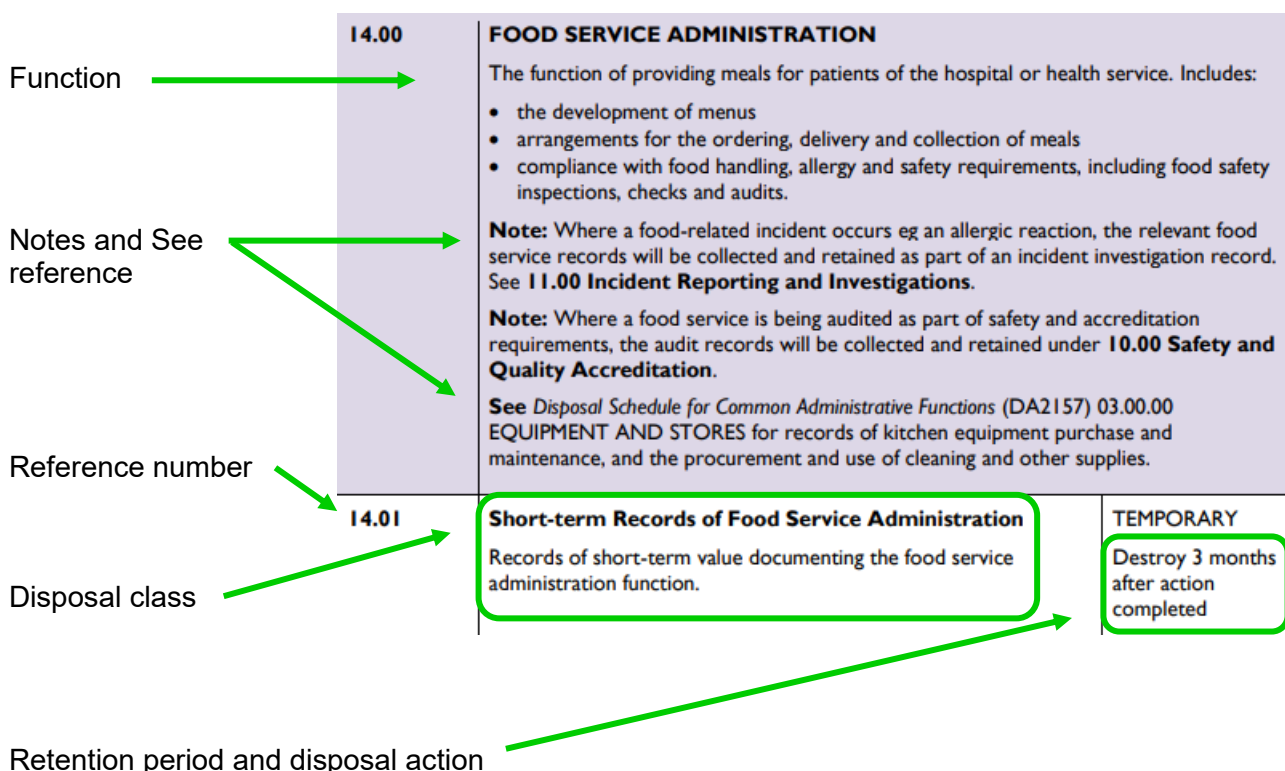 14.00 FOOD SERVICE ADMINISTRATION
Function
The function of providing meals for patients of the hospital or health service. Includes:
• the development of menus
• arrangements for the ordering, delivery and collection of meals
• compliance with food handling, allergy and safety requirements, including food safety
inspections, checks and audits.
Notes and See
reference
Note: Where a food-related incident occurs eg an allergic reaction, the relevant food
service records will be collected and retained as part of an incident investigation record.
See 11.00 Incident Reporting and Investigations.
Note: Where a food service is being audited as part of safety and accreditation
requirements, the audit records will be collected and retained under 10.00 Safety and
Quality Accreditation.
See Disposal Schedule for Common Administrative Functions (DA2157) 03.00.00
EQUIPMENT AND STORES for records of kitchen equipment purchase and
maintenance, and the procurement and use of cleaning and other supplies.
Reference number
14.01 Short-term Records of Food Service Administration TEMPORARY
Records of short-term value documenting the food service
administration function.
Destroy 3 months
after action
completed
Disposal class
Retention period and disposal action